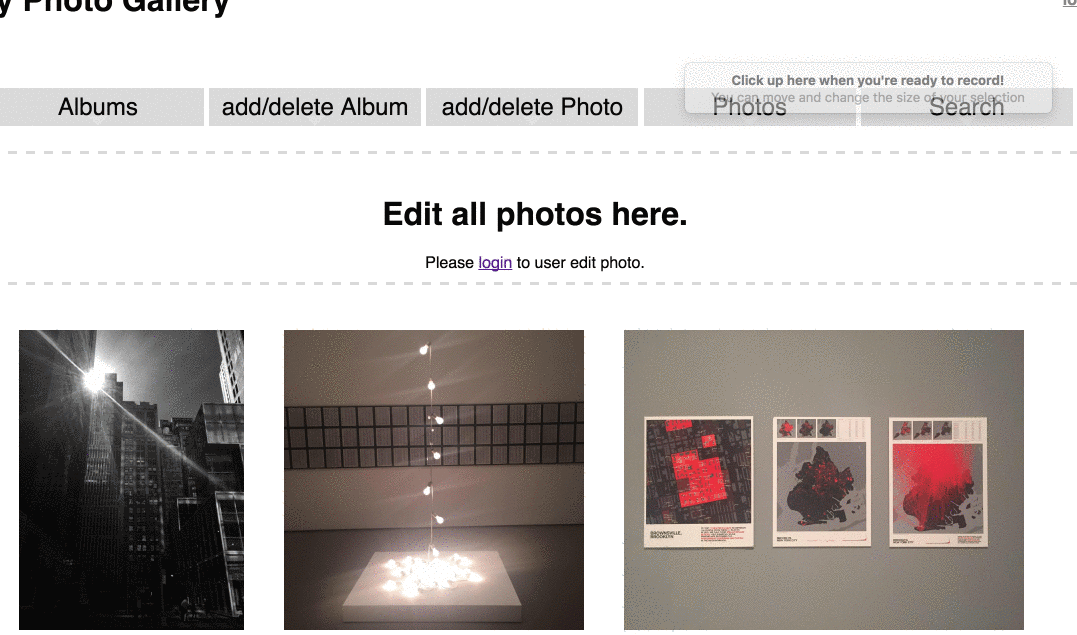 y Photo Gallery
Click up here when you're ready to record!
You can move and change the size of your selection
Albums
add/delete Album
add/delete Photo
Photos
Search
Edit all photos here.
Please login to user edit photo.
BROWNSVILLE,
BROOKLYN